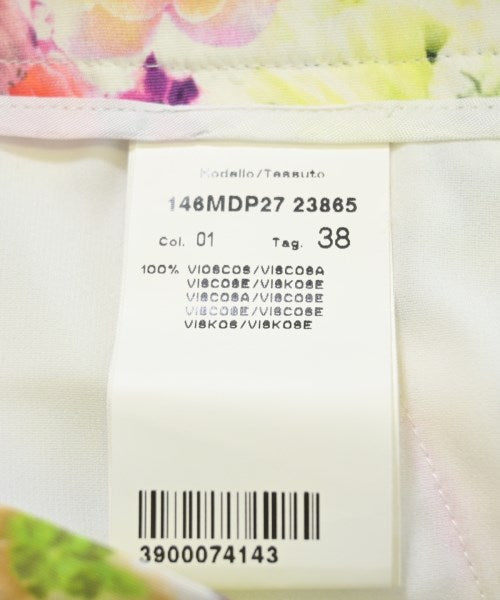 Modello/Tessuto
146MDP27 23865
Col. 01 Tag. 38
100% VIOSCOS/VISCOSA
VISCOSE/VISKOSE
VISCOSA/VISCOSE
VISCOSE/VISCOSE
VISKOS/VISKOSE
3900074143